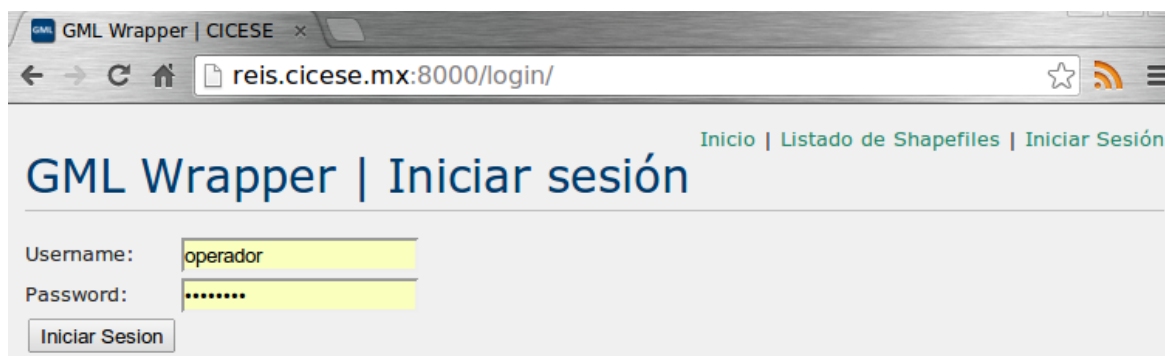 GML GML Wrapper | CICESE ×
reis.cicese.mx:8000/login/
Inicio | Listado de Shapefiles | Iniciar Sesión
GML Wrapper | Iniciar sesión
Username: operador
Password: ••••••••
Iniciar Sesion